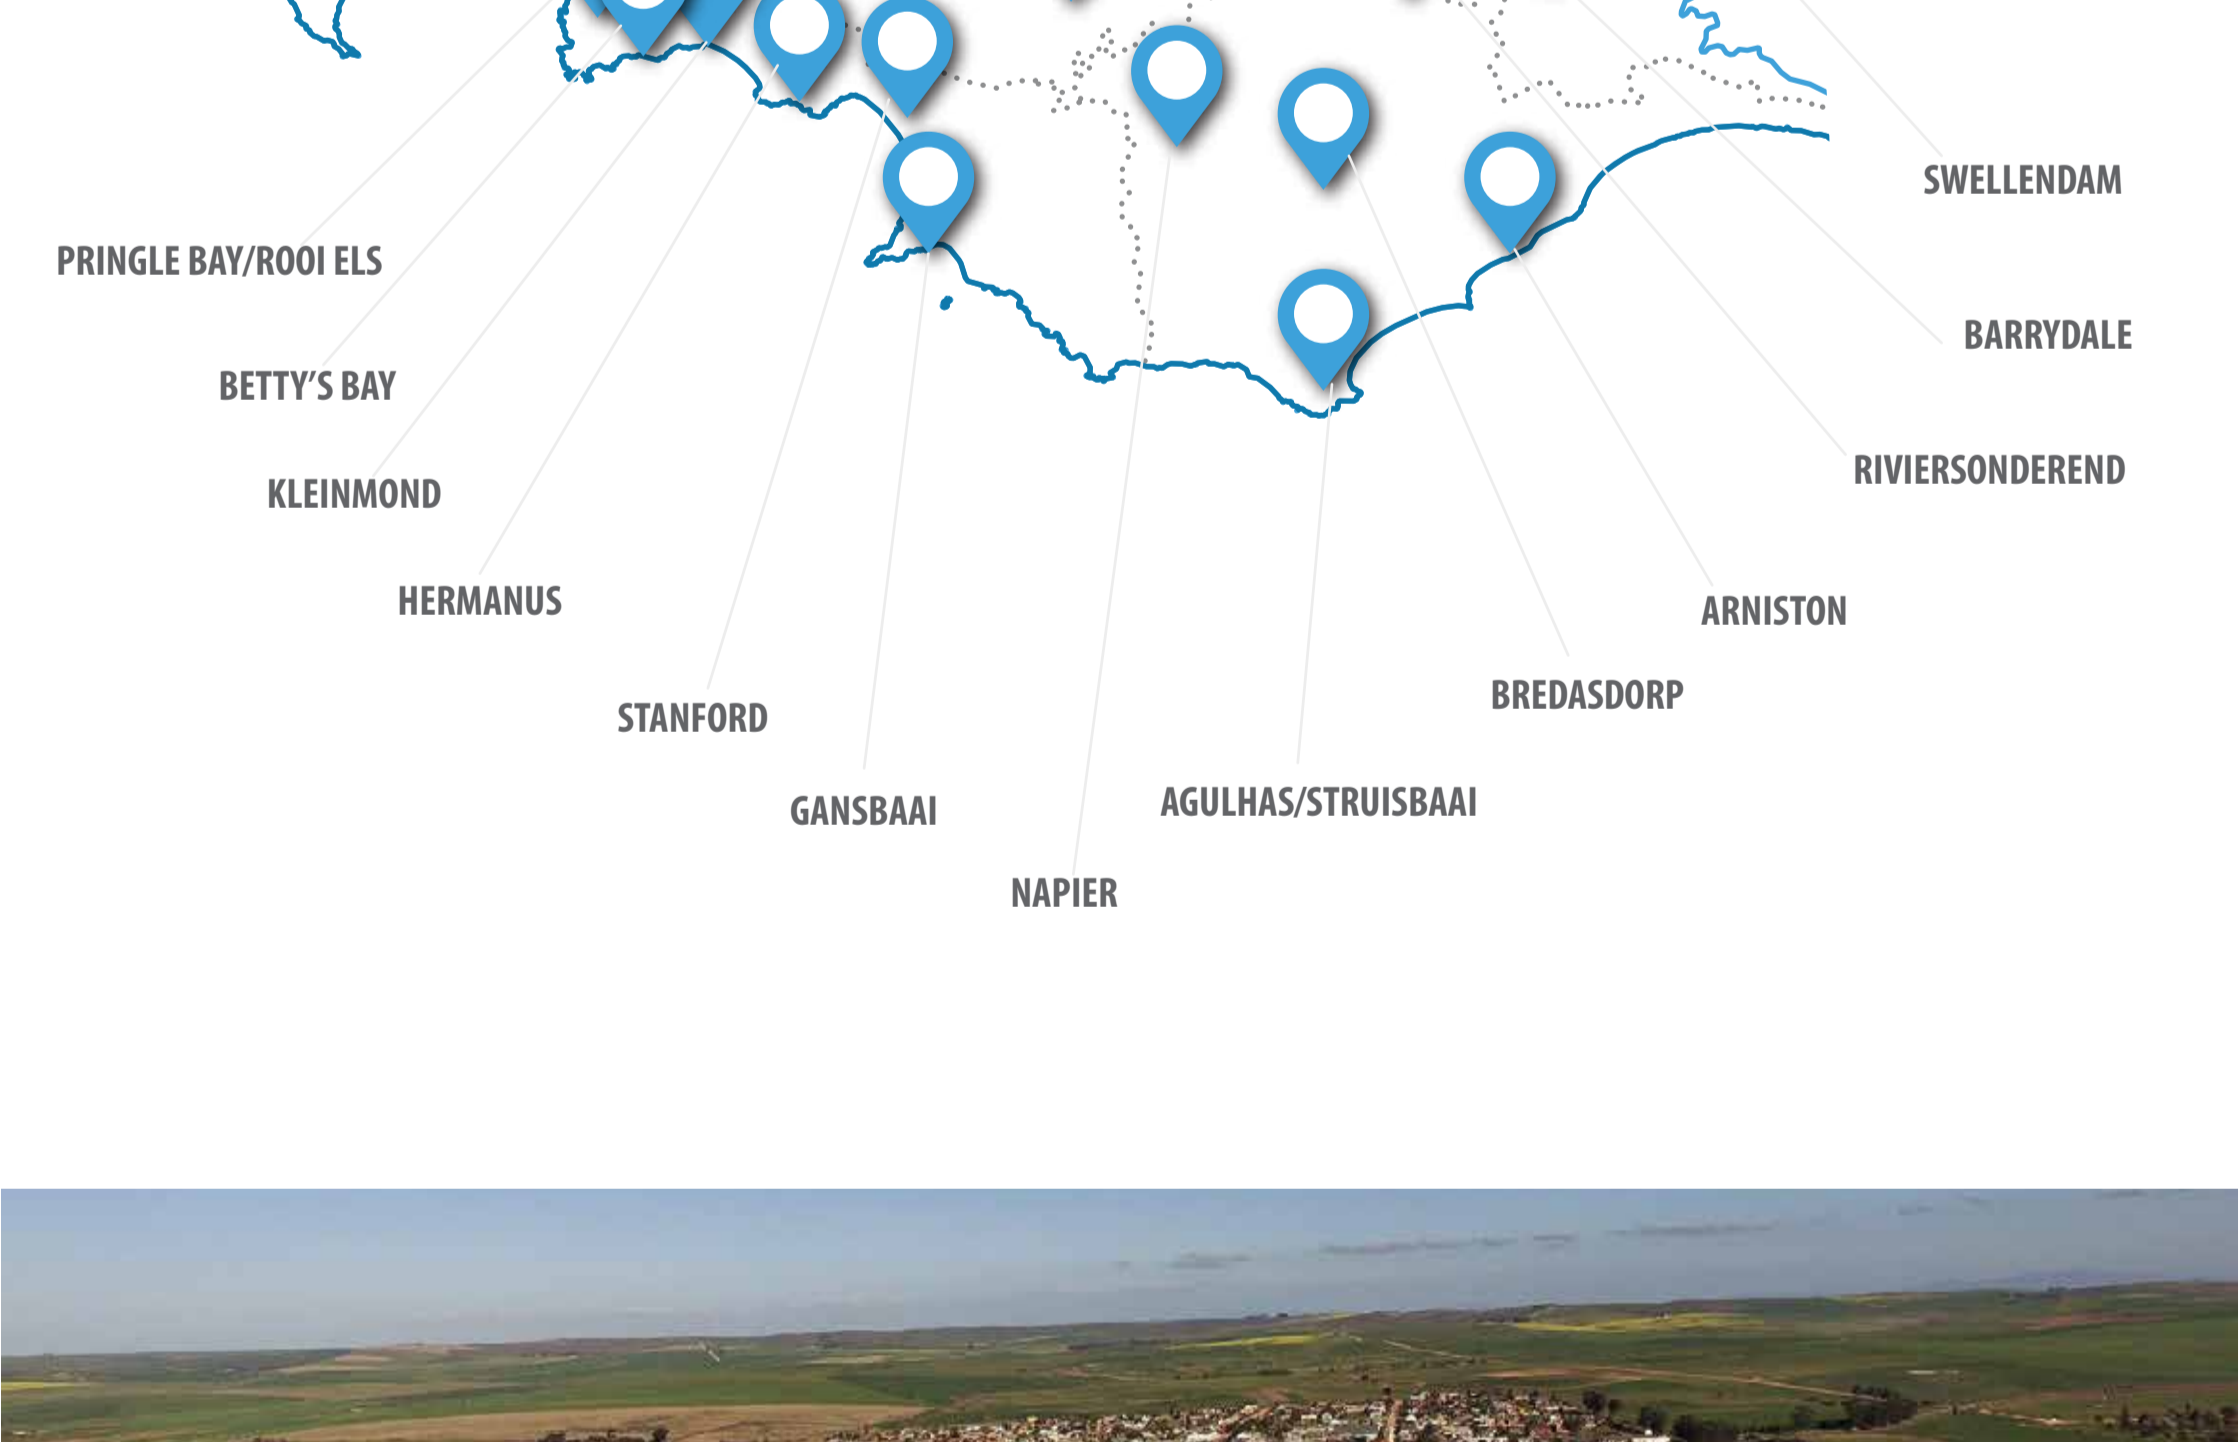 SWELLENDAM
PRINGLE BAY/ROOI ELS
BARRYDALE
BETTY'S BAY
RIVIERSONDEREND
KLEINMOND
HERMANUS
ARNISTON
BREDASDORP
STANFORD
AGULHAS/STRUISBAAI
GANSBAAI
NAPIER